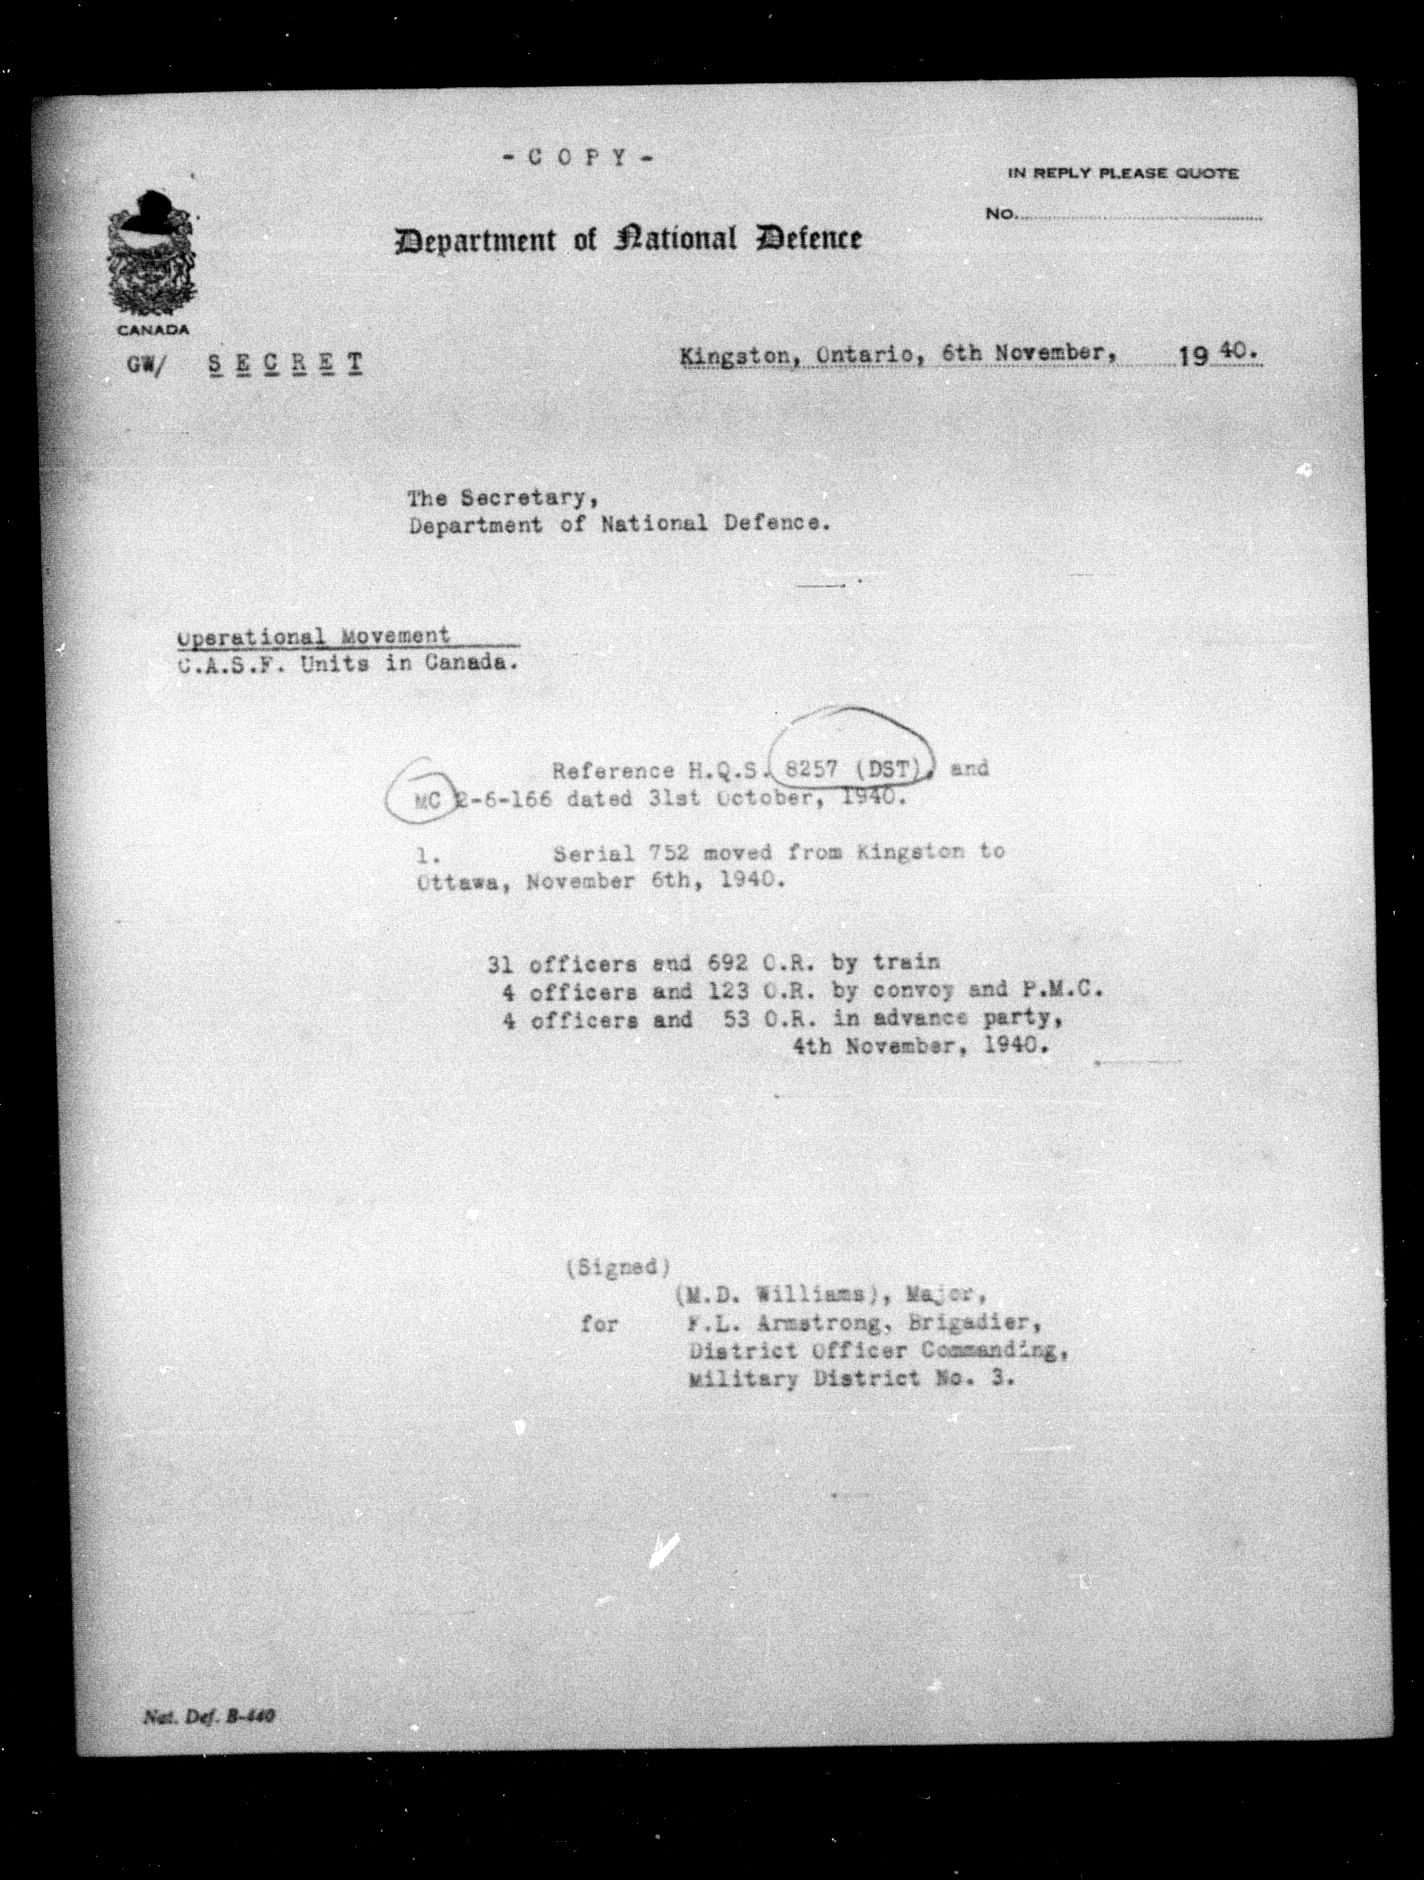 - C O P Y -
IN REPLY PLEASE QUOTE
No.
Department of National Defence
CANADA
GW/ S E C R E T
Kingston, Ontario, 6th November, 1940.
The Secretary,
Department of National Defence.
Operational Movement
C.A.S.F. Units in Canada.
Reference H.Q.S. 8257 (DST), and
MC 2-6-166 dated 31st October, 1940.
1. Serial 752 moved from Kingston to
Ottawa, November 6th, 1940.
31 officers and 692 O.R. by train
4 officers and 123 O.R. by convoy and P.M.C.
4 officers and 53 O.R. in advance party,
4th November, 1940.
(Signed)
(M.D. Williams), Major,
for F.L. Armstrong, Brigadier,
District Officer Commanding,
Military District No. 3.
Nat. Def. B-440